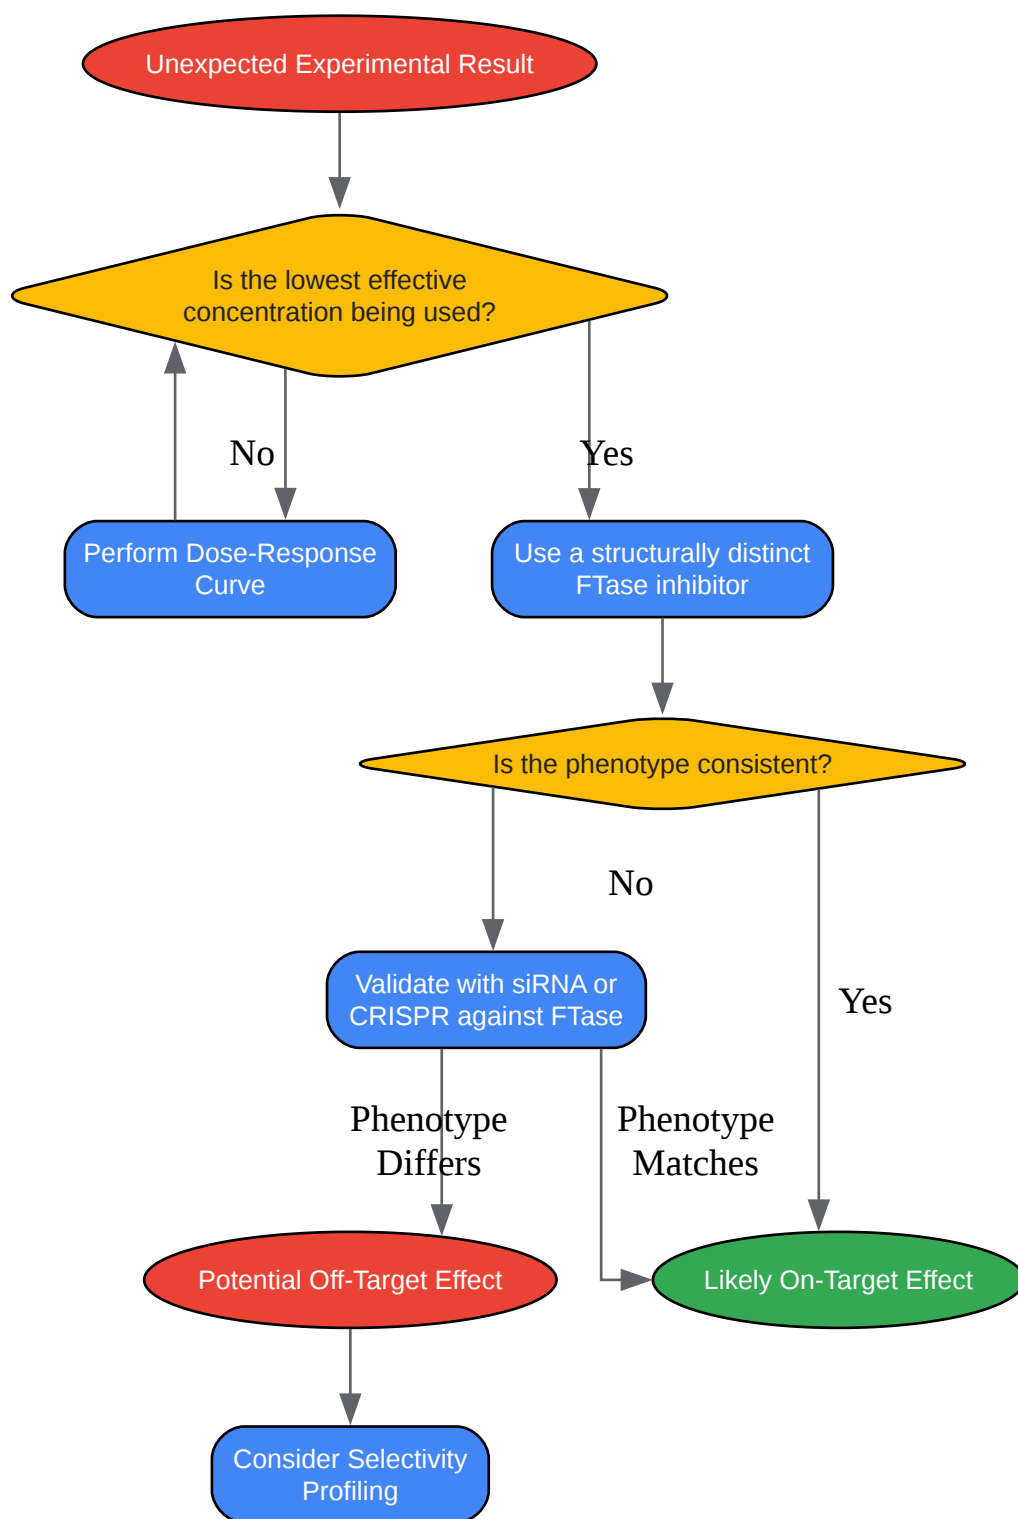 Unexpected Experimental Result
Is the lowest effective
concentration being used?
No
Yes
Perform Dose-Response
Curve
Use a structurally distinct
FTase inhibitor
Is the phenotype consistent?
No
Validate with siRNA or
CRISPR against FTase
Yes
Phenotype
Differs
Phenotype
Matches
Potential Off-Target Effect
Likely On-Target Effect
Consider Selectivity
Profiling